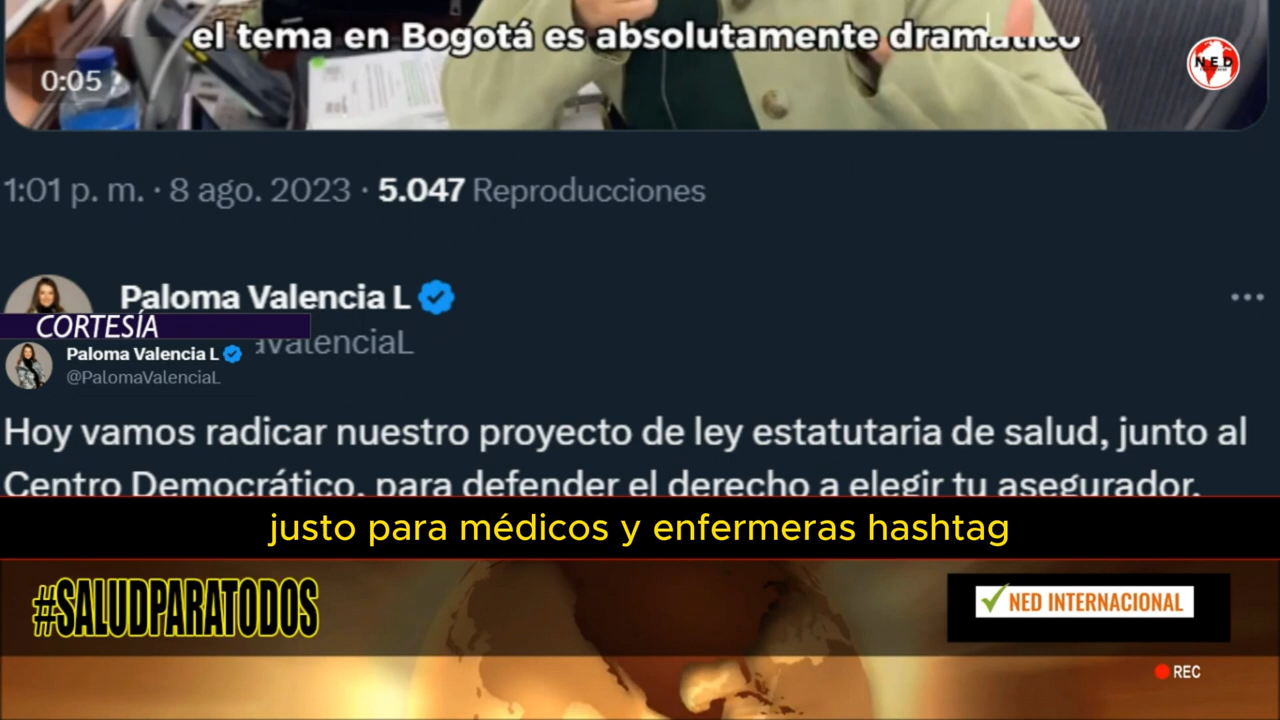 el tema en Bogotá es absolutamente dramático
NED
0:05
1:01 p. m. · 8 ago. 2023 · 5.047 Reproducciones
Paloma Valencia L
CORTESÍA
aValenciaL
Paloma Valencia L
@PalomaValenciaL
Hoy vamos radicar nuestro proyecto de ley estatutaria de salud, junto al
Centro Democrático, para defender el derecho a elegir tu asegurador,
justo para médicos y enfermeras hashtag
#SALUDPARATODOS
NED INTERNACIONAL
REC